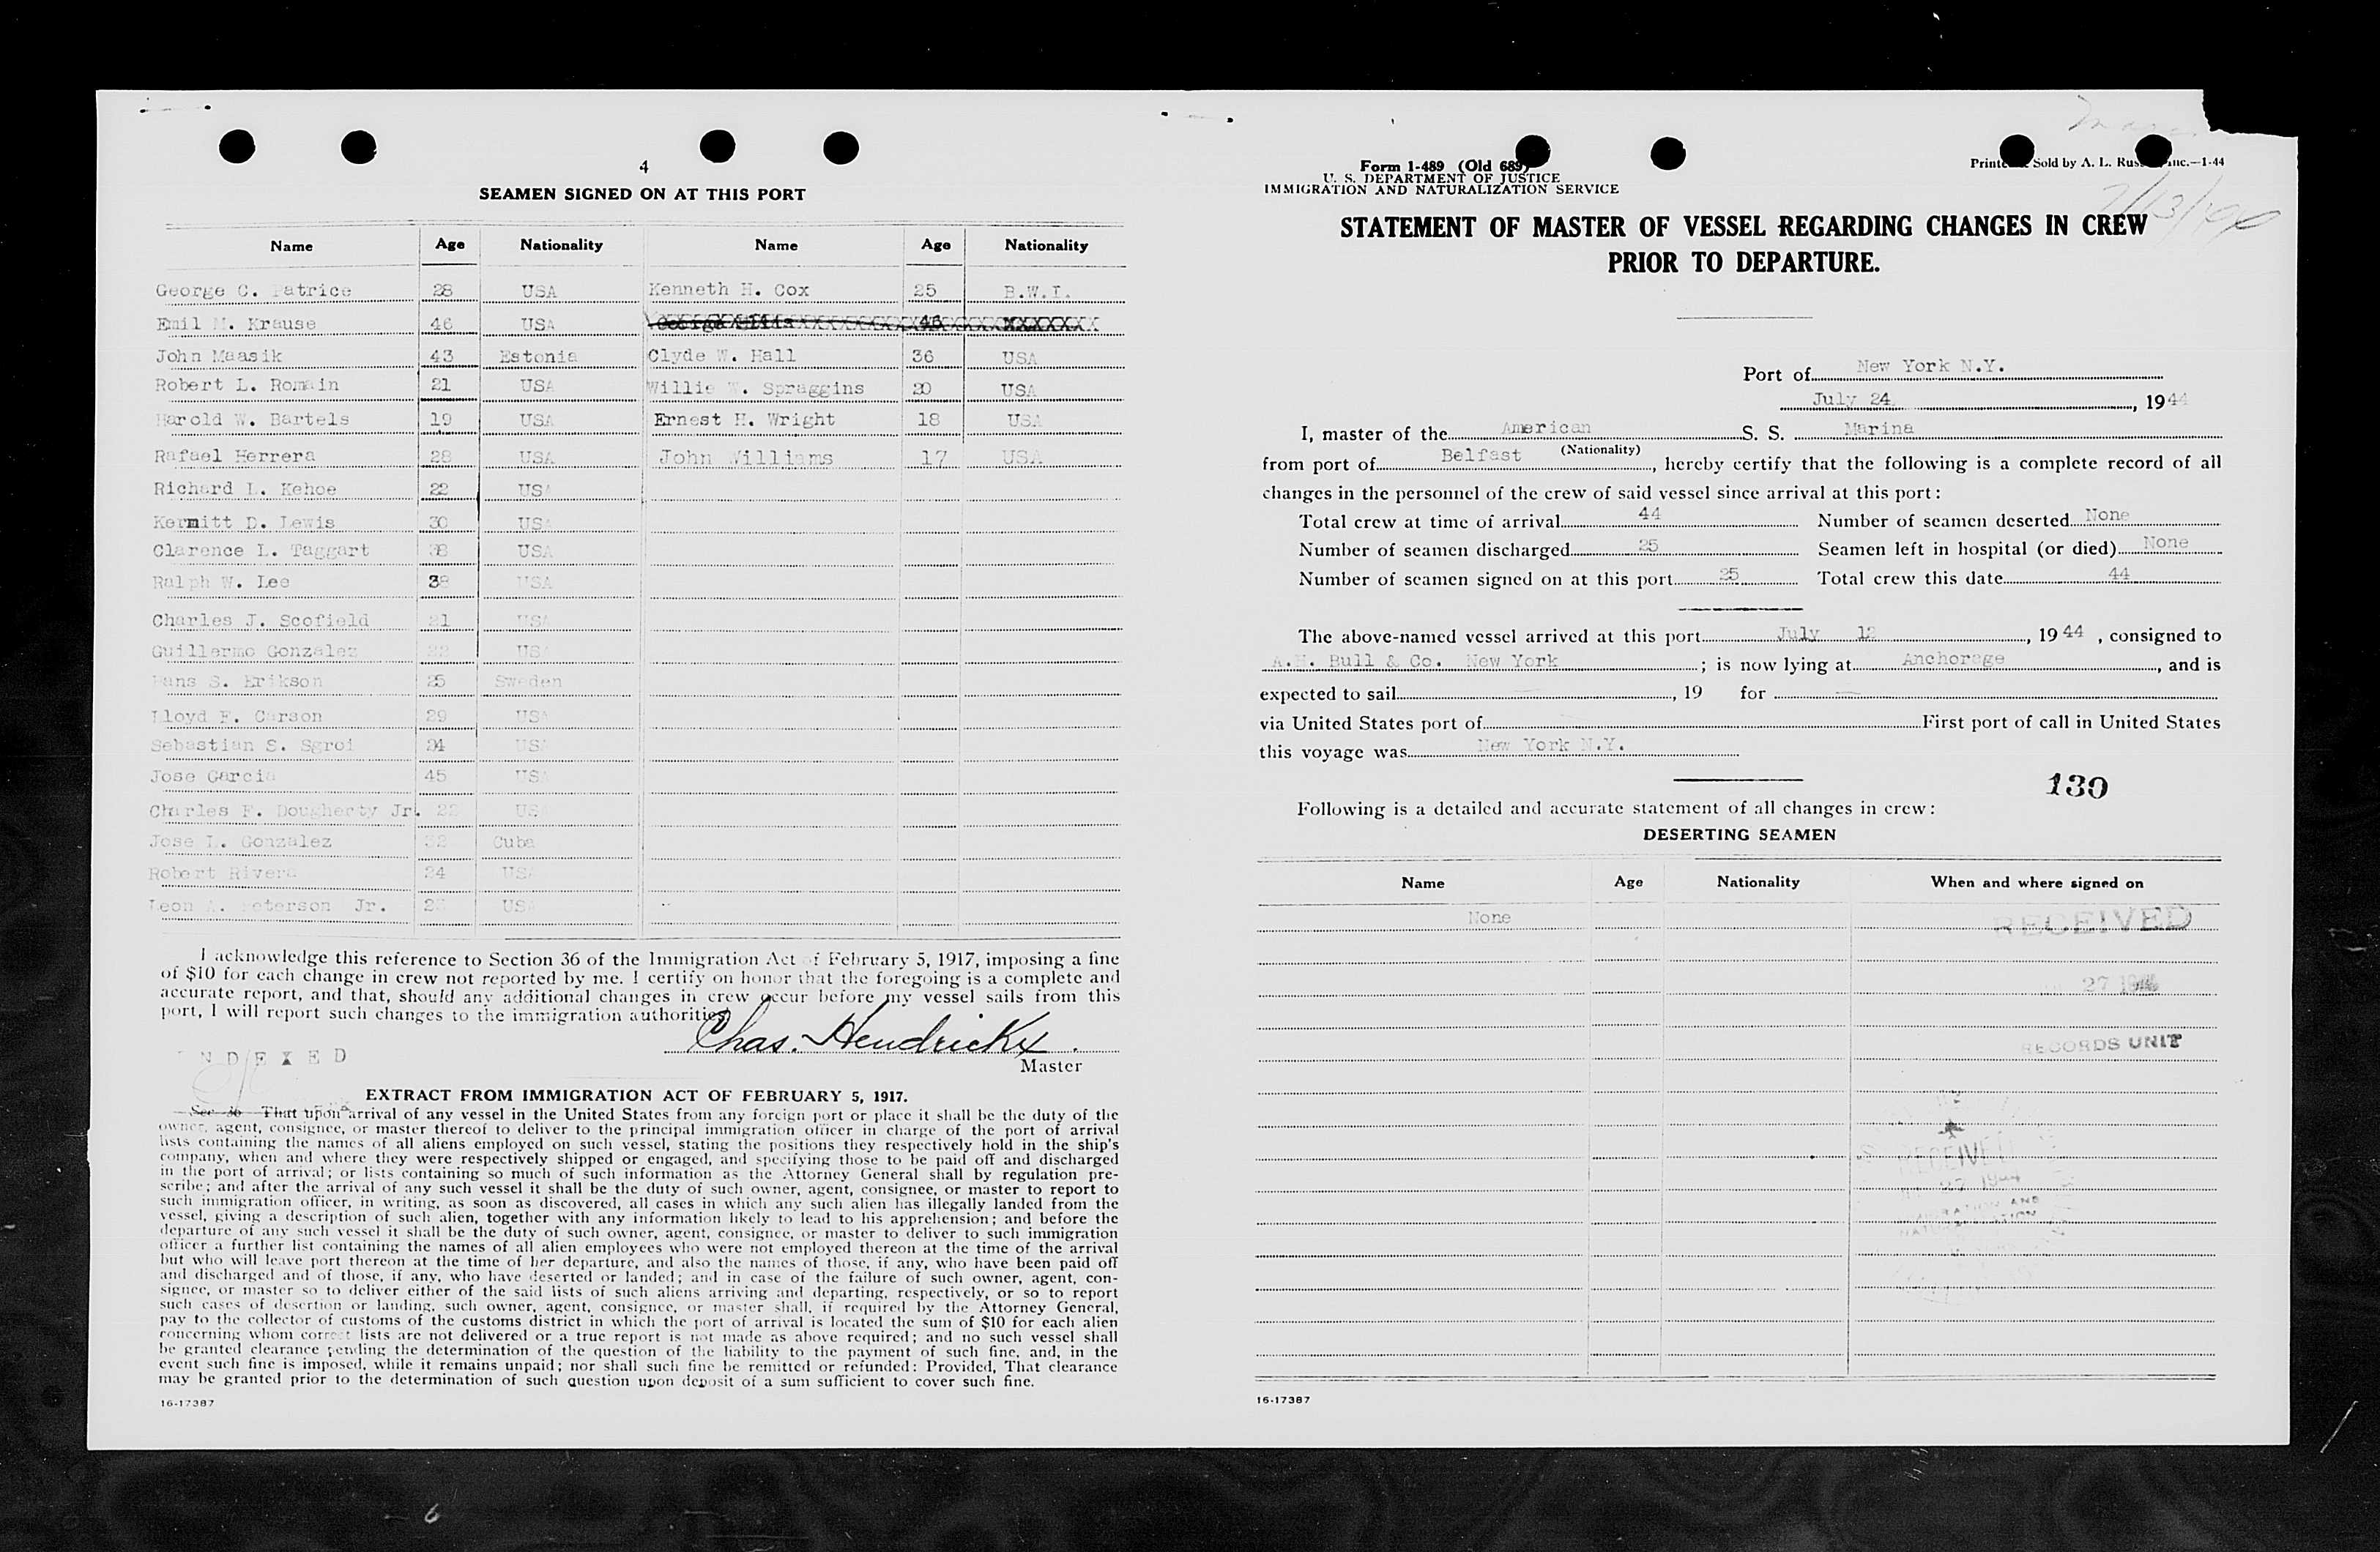 4
SEAMEN SIGNED ON AT THIS PORT
Name Age Nationality Name Age Nationality
George C. Patrice 28 USA Kenneth H. Cox 25 B.W.I.
Emil M. Krause 46 USA 45
John Maasik 43 Estonia Clyde W. Hall 36 USA
Robert L. Romain 21 USA Willie W. Spraggins 20 USA
Harold W. Bartels 19 USA Ernest H. Wright 18 USA
Rafael Herrera 28 USA John Williams 17 USA
Richard L. Kehoe 22 USA
Kermitt D. Lewis 30 USA
Clarence L. Taggart 38 USA
Ralph W. Lee 38 USA
Charles J. Scofield 21 USA
Guillermo Gonzalez USA
Hans S. Erikson 25 Sweden
Lloyd F. Carson 29 USA
Sebastian S. Sgroi 24 USA
Jose Garcia 45 USA
Charles F. Dougherty Jr. 22 USA
Jose L. Gonzalez 32 Cuba
Robert Rivera 24 USA
Leon A. Peterson Jr. USA
I acknowledge this reference to Section 36 of the Immigration Act of February 5, 1917, imposing a fine
of $10 for each change in crew not reported by me. I certify on honor that the foregoing is a complete and
accurate report, and that, should any additional changes in crew occur before my vessel sails from this
port, I will report such changes to the immigration authorities.
Chas. Hendrickx.
INDEXED
Master
EXTRACT FROM IMMIGRATION ACT OF FEBRUARY 5, 1917.
Sec 36 That upon arrival of any vessel in the United States from any foreign port or place it shall be the duty of the
owner, agent, consignee, or master thereof to deliver to the principal immigration officer in charge of the port of arrival
lists containing the names of all aliens employed on such vessel, stating the positions they respectively hold in the ship's
company, when and where they were respectively shipped or engaged, and specifying those to be paid off and discharged
in the port of arrival; or lists containing so much of such information as the Attorney General shall by regulation pre-
scribe; and after the arrival of any such vessel it shall be the duty of such owner, agent, consignee, or master to report to
such immigration officer, in writing, as soon as discovered, all cases in which any such alien has illegally landed from the
vessel, giving a description of such alien, together with any information likely to lead to his apprehension; and before the
departure of any such vessel it shall be the duty of such owner, agent, consignee, or master to deliver to such immigration
officer a further list containing the names of all alien employees who were not employed thereon at the time of the arrival
but who will leave port thereon at the time of her departure, and also the names of those, if any, who have been paid off
and discharged and of those, if any, who have deserted or landed; and in case of the failure of such owner, agent, con-
signee, or master so to deliver either of the said lists of such aliens arriving and departing, respectively, or so to report
such cases of desertion or landing, such owner, agent, consignee, or master shall, if required by the Attorney General,
pay to the collector of customs of the customs district in which the port of arrival is located the sum of $10 for each alien
concerning whom correct lists are not delivered or a true report is not made as above required; and no such vessel shall
be granted clearance pending the determination of the question of the liability to the payment of such fine, and, in the
event such fine is imposed, while it remains unpaid; nor shall such fine be remitted or refunded: Provided, That clearance
may be granted prior to the determination of such question upon deposit of a sum sufficient to cover such fine.
16-17387
Form 1-489 (Old 689)
U. S. DEPARTMENT OF JUSTICE
IMMIGRATION AND NATURALIZATION SERVICE
Printed & Sold by A. L. Russell, Inc.—1-44
STATEMENT OF MASTER OF VESSEL REGARDING CHANGES IN CREW
PRIOR TO DEPARTURE.
Port of New York N.Y.
July 24, 1944
I, master of the American S. S. Marina
(Nationality)
from port of Belfast, hereby certify that the following is a complete record of all
changes in the personnel of the crew of said vessel since arrival at this port:
Total crew at time of arrival 44 Number of seamen deserted None
Number of seamen discharged 25 Seamen left in hospital (or died) None
Number of seamen signed on at this port 25 Total crew this date 44
The above-named vessel arrived at this port July 12, 1944, consigned to
A.H. Bull & Co. New York; is now lying at Anchorage, and is
expected to sail, 19 for
via United States port of First port of call in United States
this voyage was New York N.Y.
130
Following is a detailed and accurate statement of all changes in crew:
DESERTING SEAMEN
Name Age Nationality When and where signed on
None
RECEIVED
27 1944
RECORDS UNIT
RECEIVED
27 1944
IMMIGRATION AND
NATURALIZATION
16-17387
6